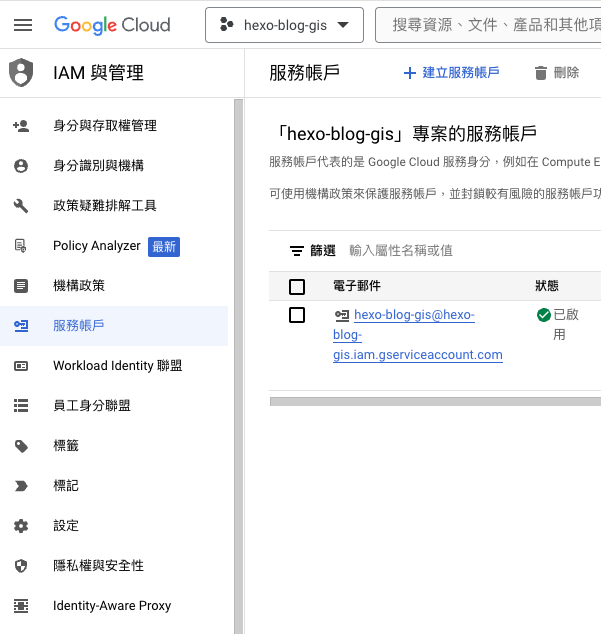 Google Cloud
hexo-blog-gis
搜尋資源、文件、產品和其他項
IAM 與管理
服務帳戶
建立服務帳戶
刪除
身分與存取權管理
身分識別與機構
政策疑難排解工具
Policy Analyzer 最新
機構政策
服務帳戶
Workload Identity 聯盟
員工身分聯盟
標籤
標記
設定
隱私權與安全性
Identity-Aware Proxy
「hexo-blog-gis」專案的服務帳戶
服務帳戶代表的是 Google Cloud 服務身分，例如在 Compute E
可使用機構政策來保護服務帳戶，並封鎖較有風險的服務帳戶功
篩選 輸入屬性名稱或值
電子郵件 狀態
hexo-blog-gis@hexo-
blog-
gis.iam.gserviceaccount.com
已啟
用